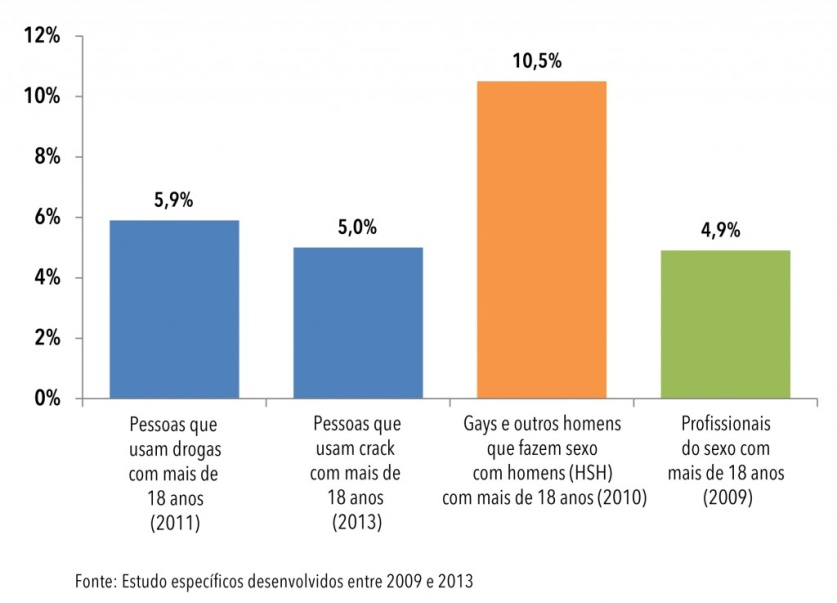 12%
10%
8%
6%
4%
2%
0%
5,9%
5,0%
10,5%
4,9%
Pessoas que
usam drogas
com mais de
18 anos
(2011)
Pessoas que
usam crack
com mais de
18 anos
(2013)
Gays e outros homens
que fazem sexo
com homens (HSH)
com mais de 18 anos (2010)
Profissionais
do sexo com
mais de 18 anos
(2009)
Fonte: Estudo específicos desenvolvidos entre 2009 e 2013